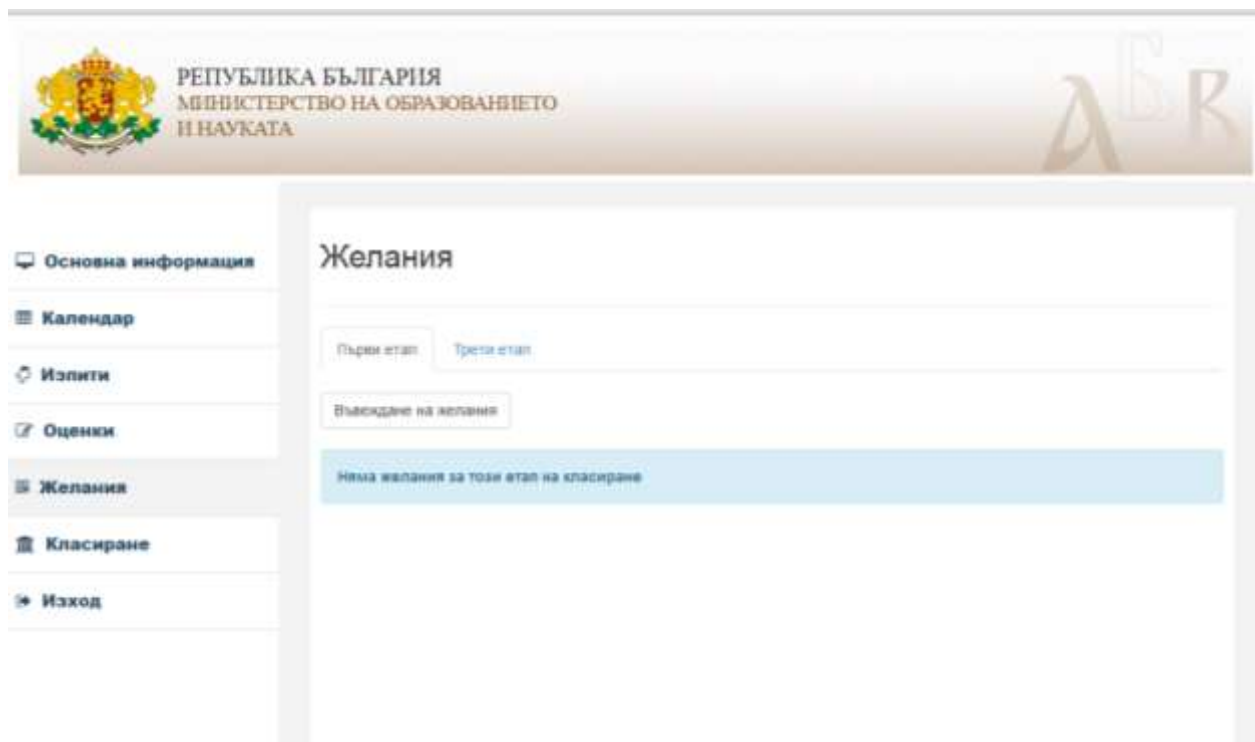 РЕПУБЛИКА БЪЛГАРИЯ
МИНИСТЕРСТВО НА ОБРАЗОВАНИЕТО
И НАУКАТА
АБВ
Основна информация
Календар
Изпити
Оценки
Желания
Класиране
Изход
Желания
Първи етап
Трети етап
Въвеждане на желания
Няма желания за този етап на класиране